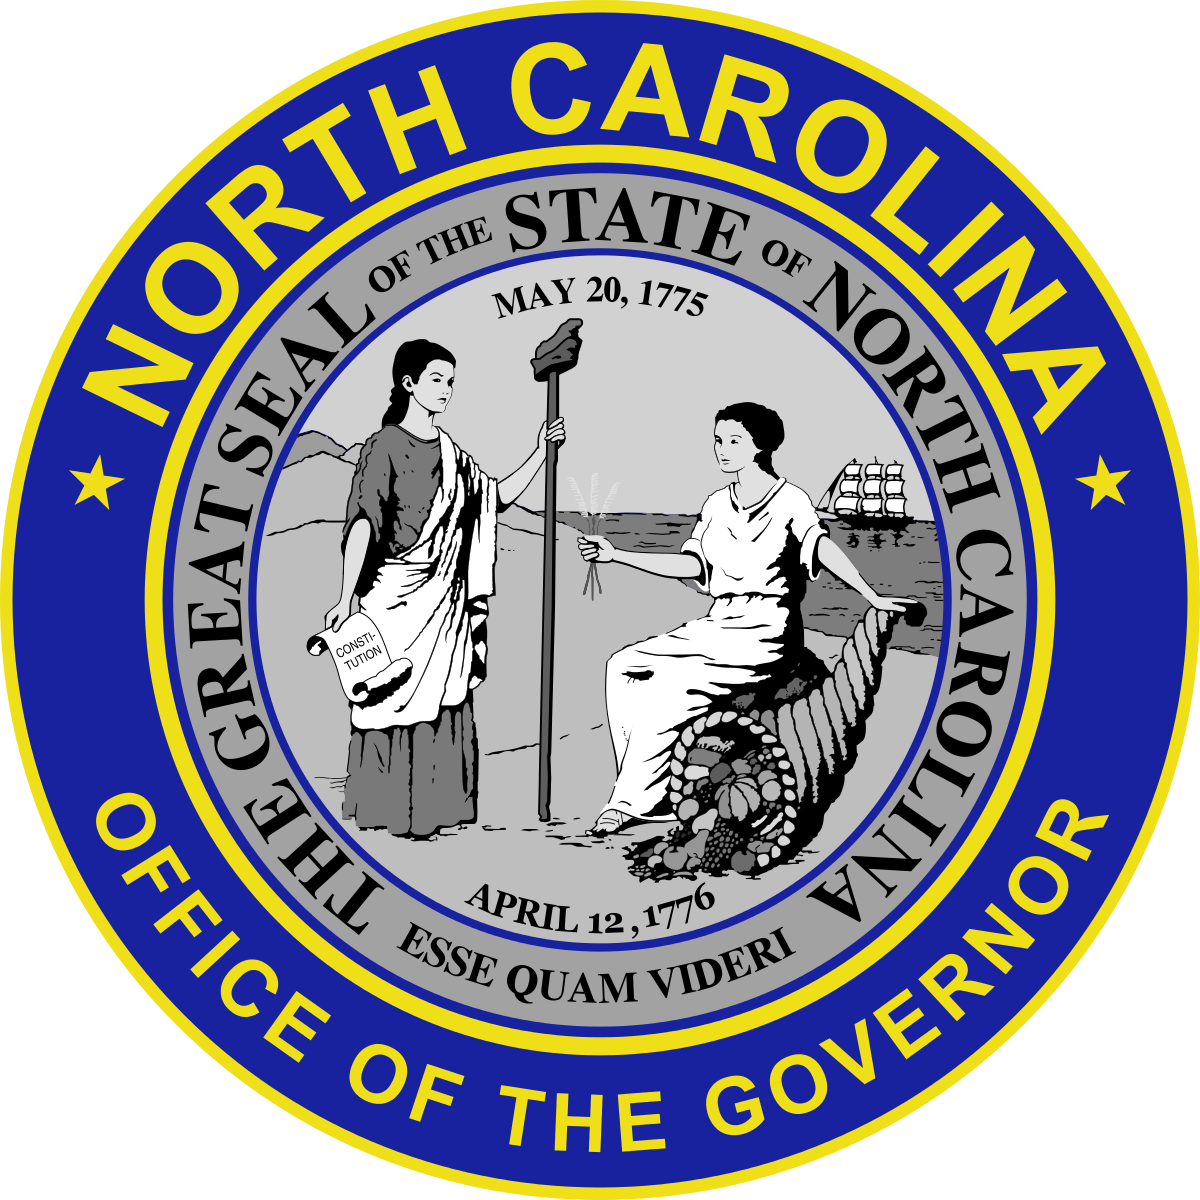 NORTH CAROLINA
THE GREAT SEAL OF THE STATE OF NORTH CAROLINA
MAY 20, 1775
CONSTI-
TUTION
APRIL 12, 1776
ESSE QUAM VIDERI
OFFICE OF THE GOVERNOR